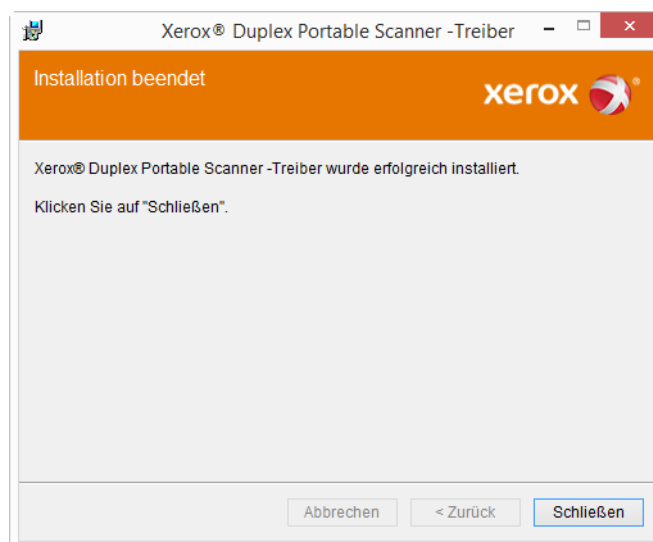 Xerox® Duplex Portable Scanner -Treiber
Installation beendet
xerox
Xerox® Duplex Portable Scanner -Treiber wurde erfolgreich installiert.
Klicken Sie auf "Schließen".
Abbrechen
< Zurück
Schließen